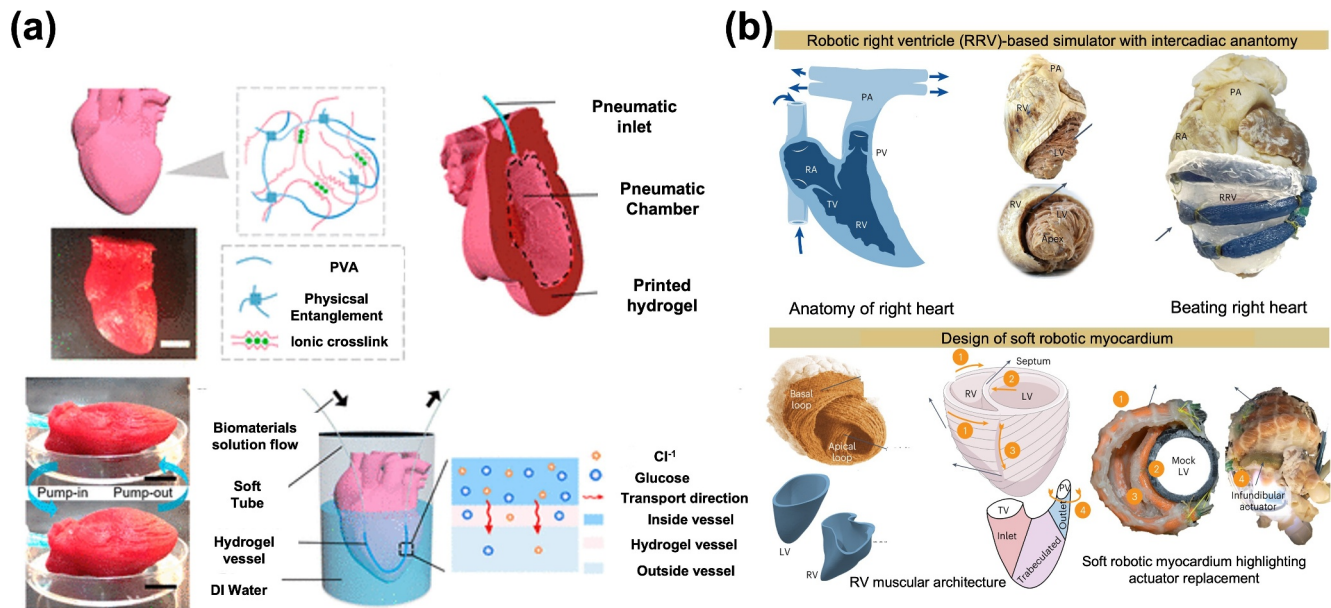 (a)
Pneumatic
inlet
Pneumatic
Chamber
Printed
hydrogel
PVA
Physicsal
Entanglement
Ionic crosslink
Pump-in
Pump-out
Biomaterials
solution flow
Soft
Tube
Hydrogel
vessel
DI Water
Cl-1
Glucose
Transport direction
Inside vessel
Hydrogel vessel
Outside vessel
(b)
Robotic right ventricle (RRV)-based simulator with intercadiac anantomy
PA
PV
RA
TV
RV
Anatomy of right heart
PA
RV
LV
RV
LV
Apex
PA
RA
RRV
Beating right heart
Design of soft robotic myocardium
Basal
loop
Apical
loop
LV
RV
1
Septum
2
RV
LV
1
3
TV
PV
4
Inlet
Outlet
Trabeculated
RV muscular architecture
1
2
3
Mock
LV
4
Infundibular
actuator
Soft robotic myocardium highlighting
actuator replacement